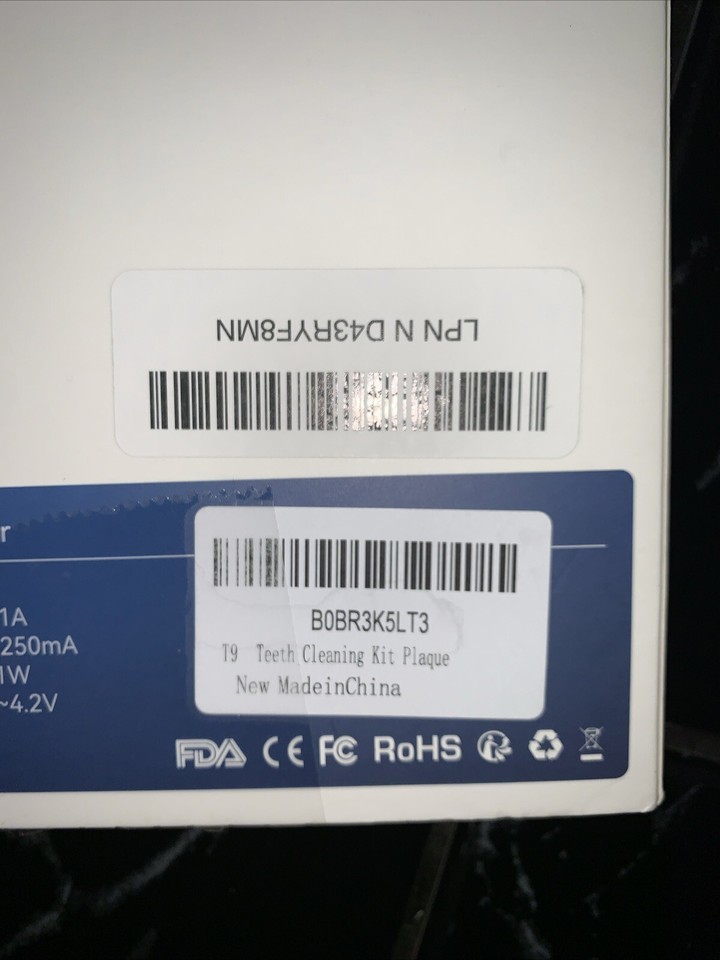 LPN N D43RYF8MN
r
1A
250mA
1W
~4.2V
B0BR3K5LT3
T9 Teeth Cleaning Kit Plaque
New MadeinChina
FDA CE FC RoHS